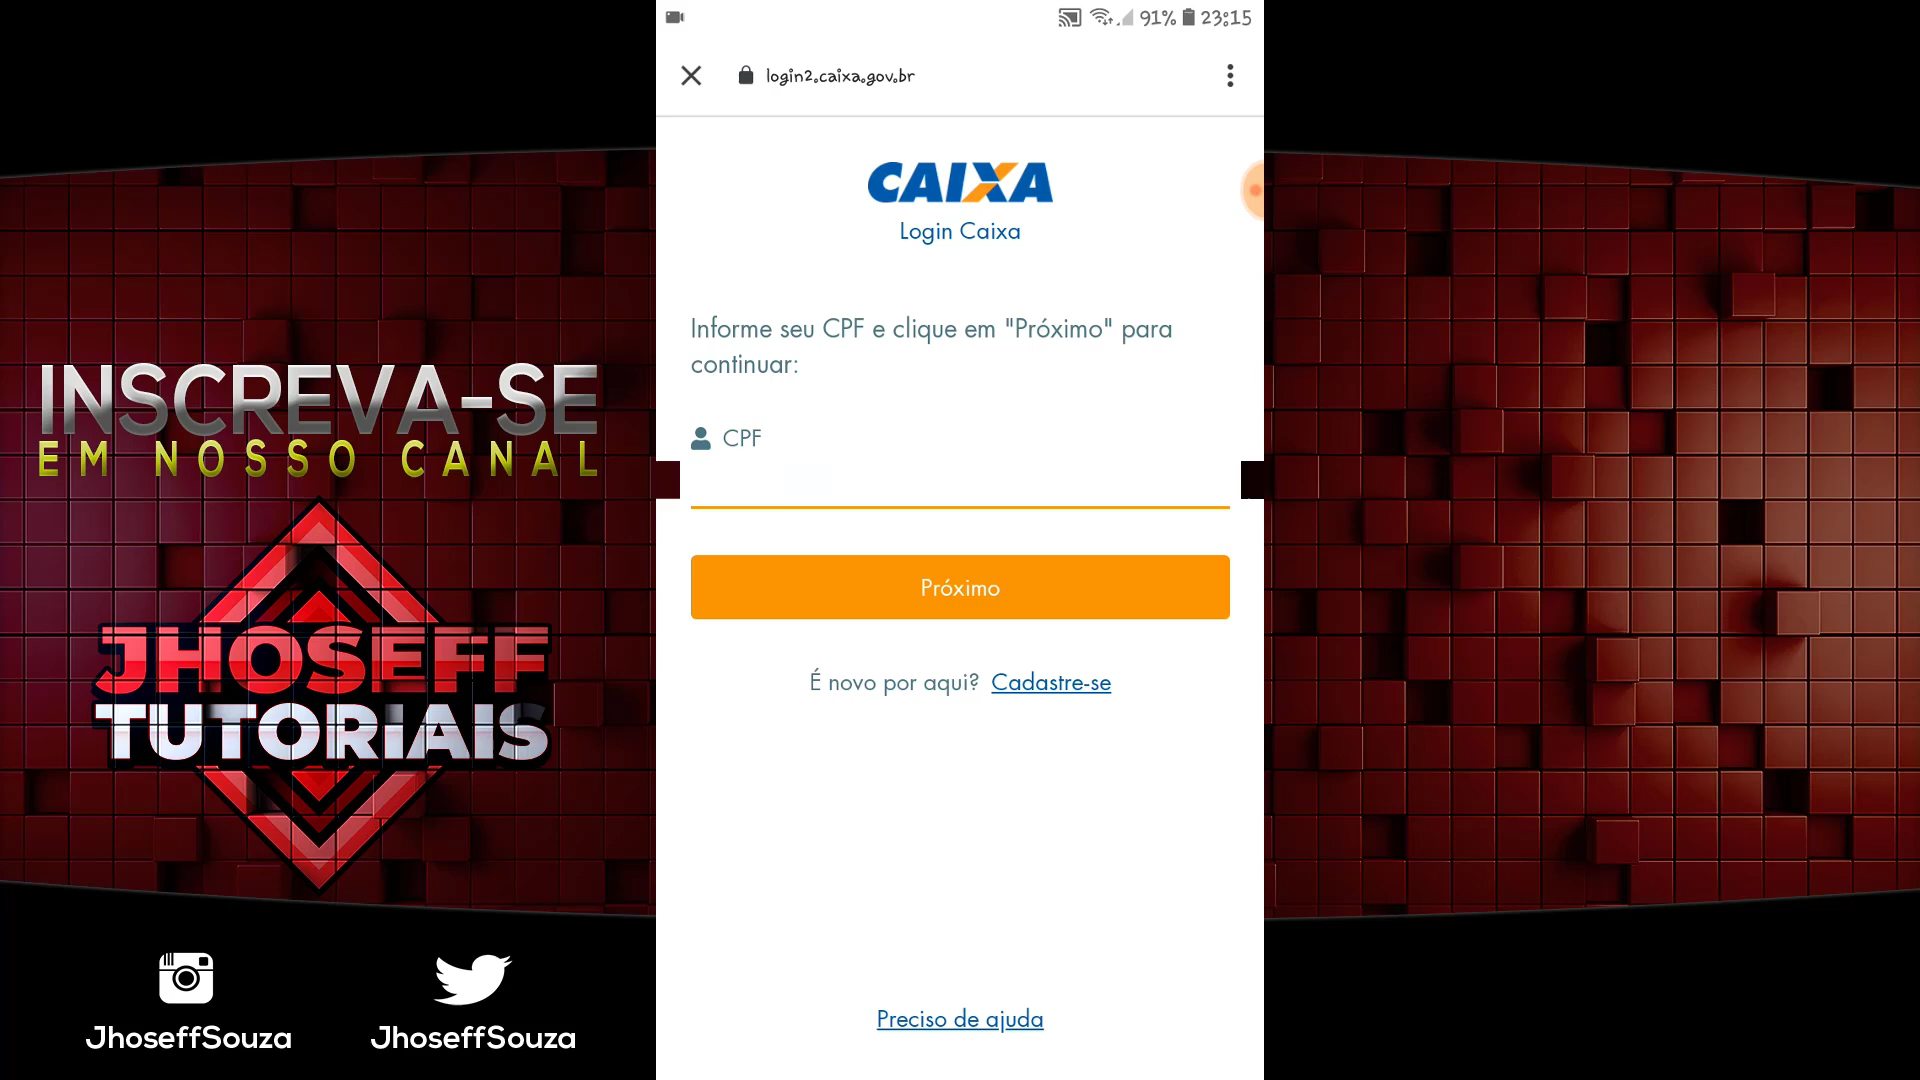 91% 23:15
login2.caixa.gov.br
CAIXA
Login Caixa
Informe seu CPF e clique em "Próximo" para
continuar:
CPF
Próximo
É novo por aqui? Cadastre-se
Preciso de ajuda
INSCREVA-SE
EM NOSSO CANAL
JHOSEFF
TUTORIAIS
JhoseffSouza
JhoseffSouza